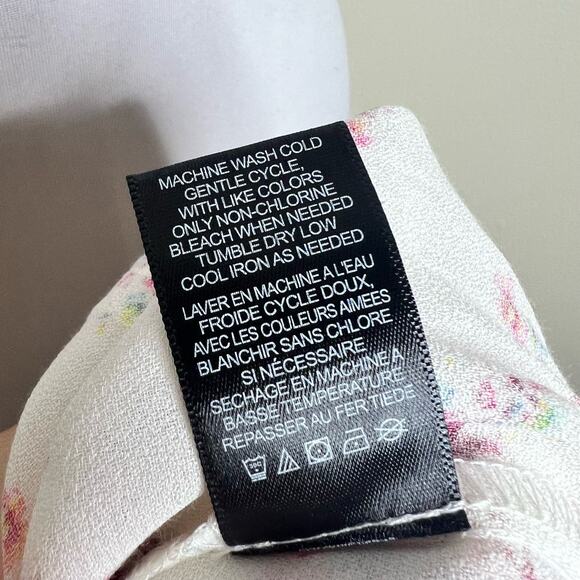 MACHINE WASH COLD
GENTLE CYCLE,
WITH LIKE COLORS
ONLY NON-CHLORINE
BLEACH WHEN NEEDED
TUMBLE DRY LOW
COOL IRON AS NEEDED
LAVER EN MACHINE A L'EAU
FROIDE CYCLE DOUX,
AVEC LES COULEURS AIMEES
BLANCHIR SANS CHLORE
SI NÉCESSAIRE
SECHAGE EN MACHINE A
BASSE TEMPÉRATURE
REPASSER AU FER TIEDE